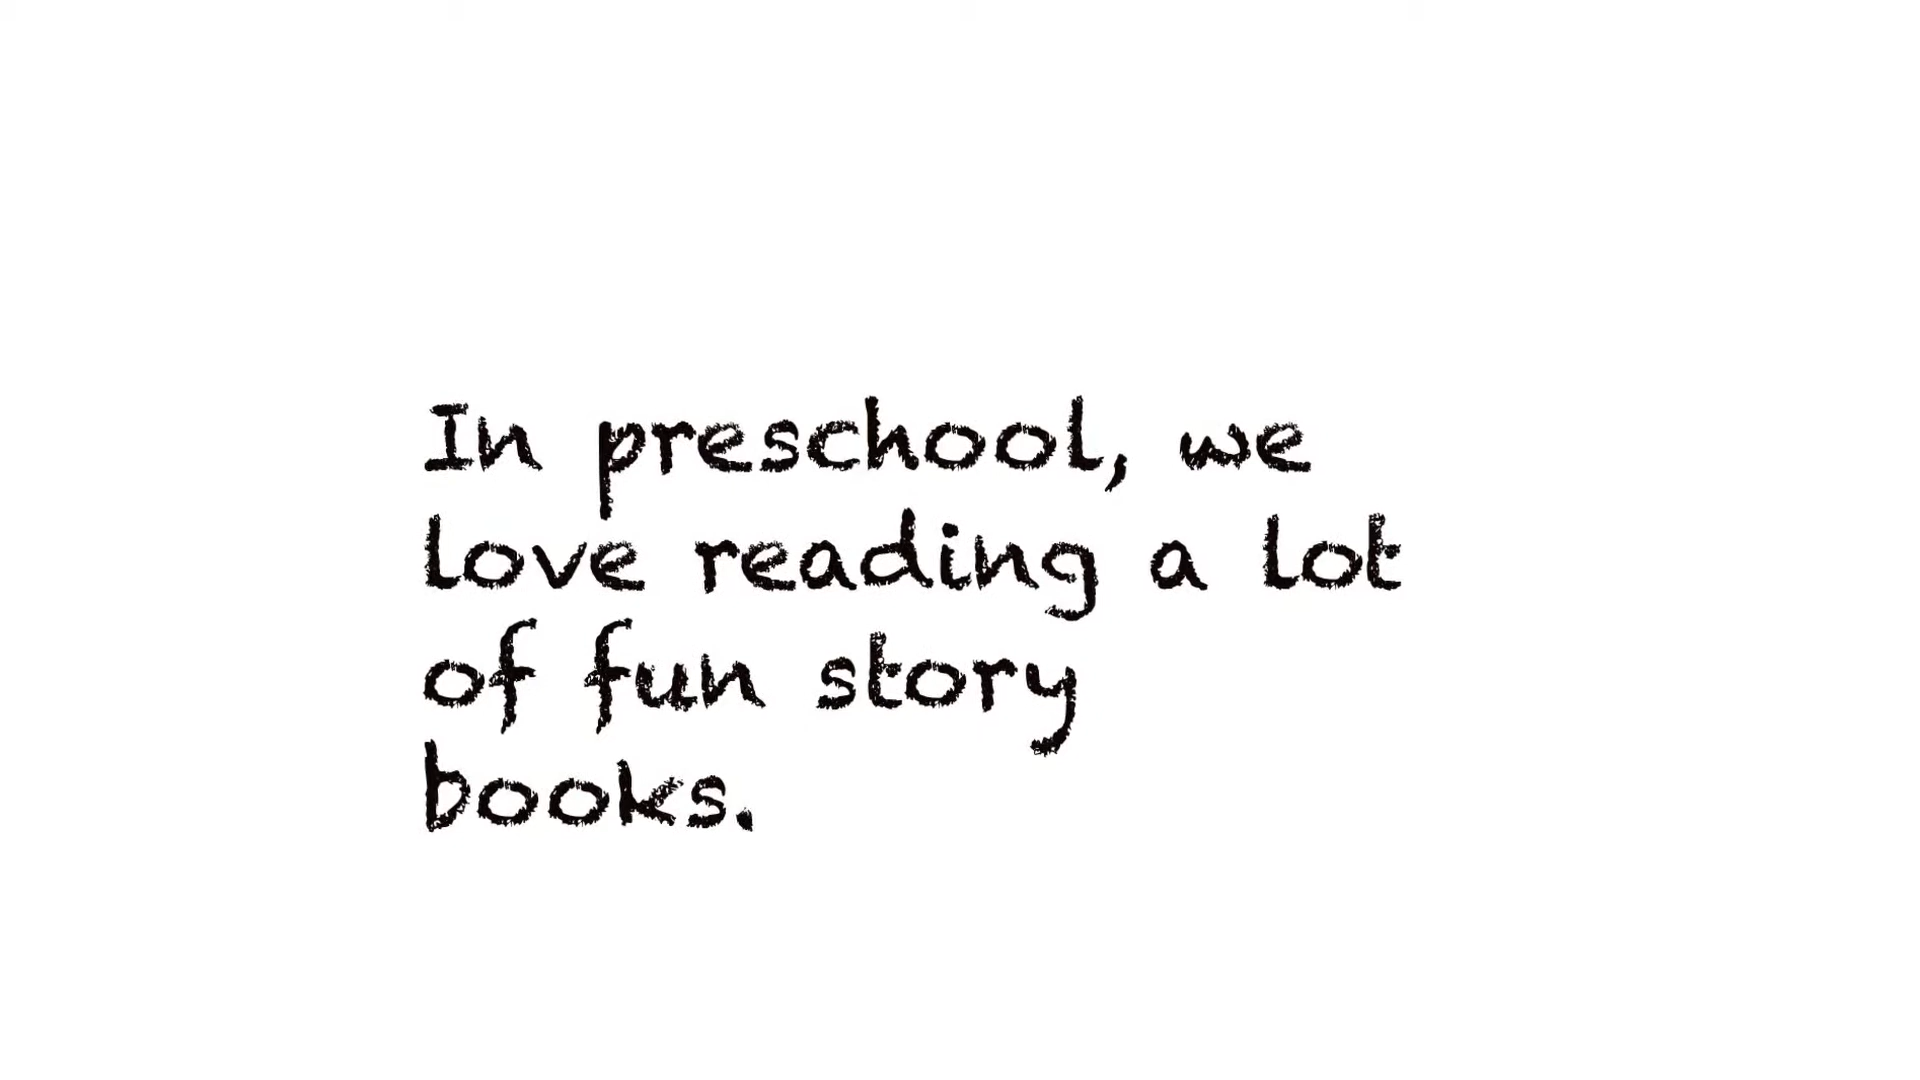 In preschool, we
love reading a lot
of fun story
books.